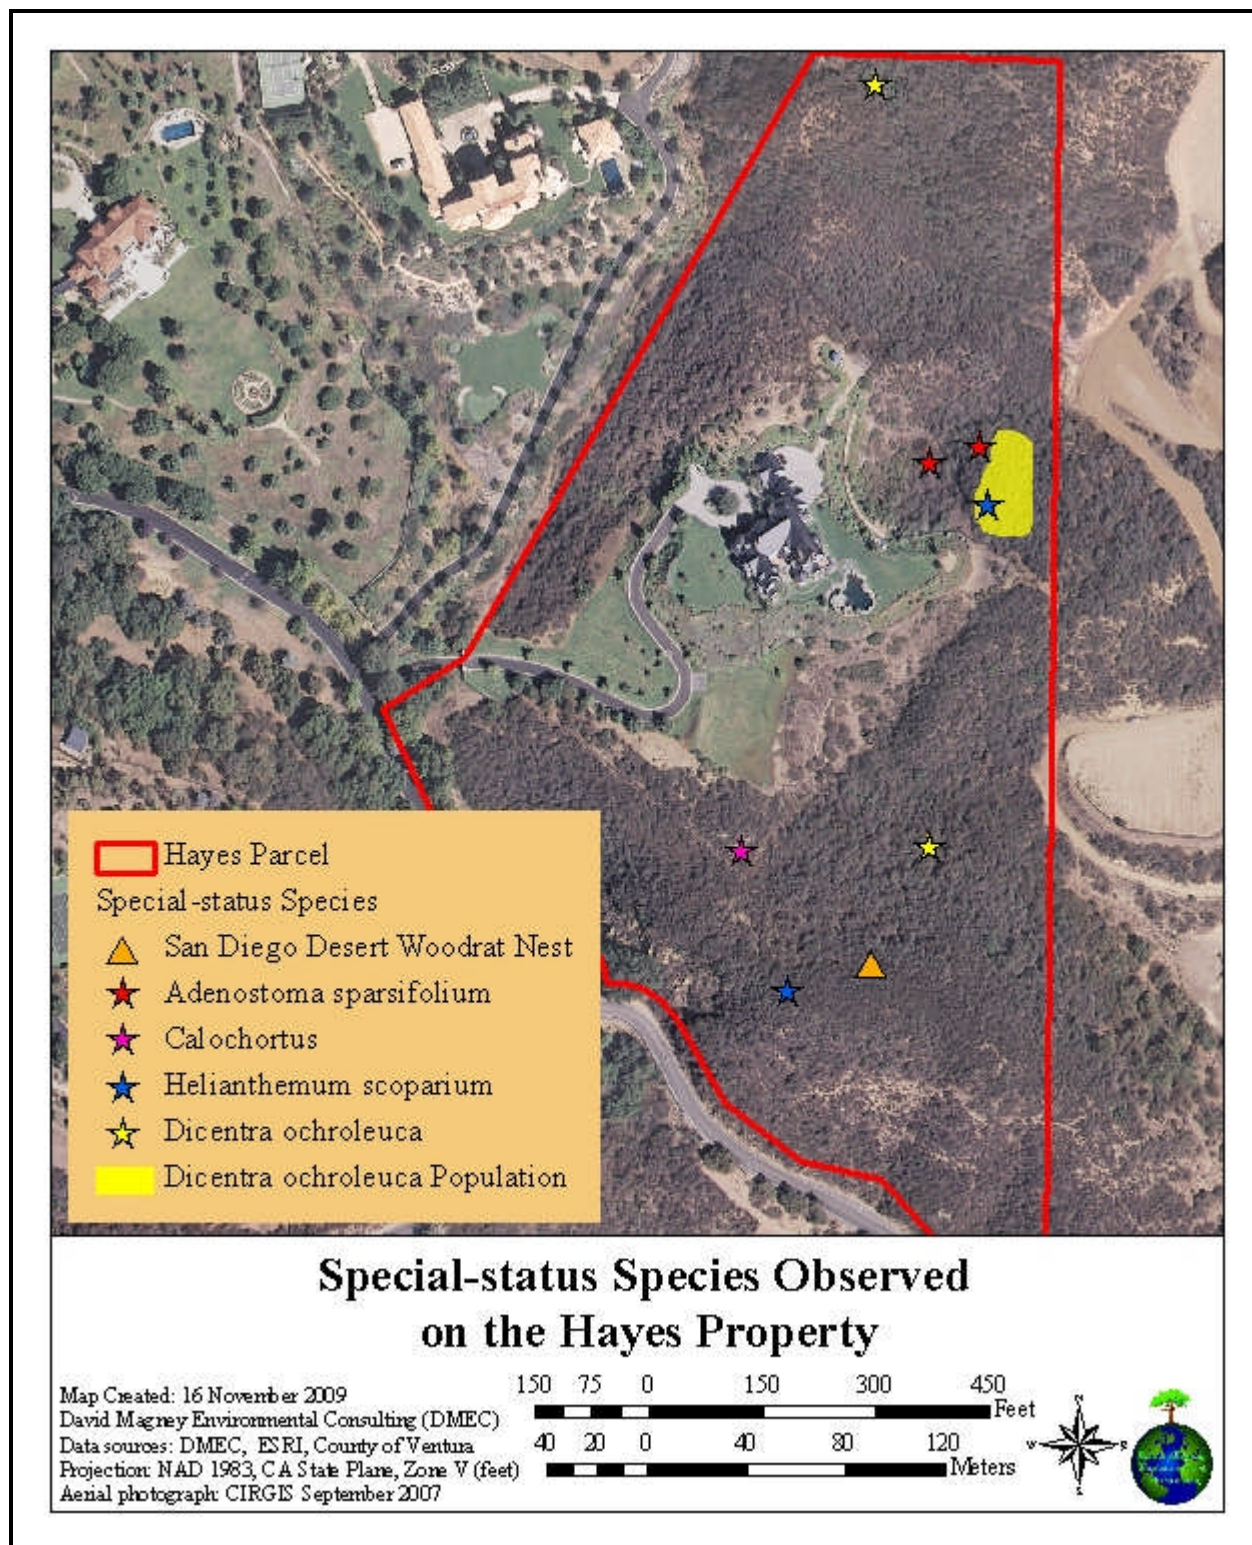 Hayes Parcel
Special-status Species
San Diego Desert Woodrat Nest
Adenostoma sparsifolium
Calochortus
Helianthemum scoparium
Dicentra ochroleuca
Dicentra ochroleuca Population
Special-status Species Observed
on the Hayes Property
Map Created: 16 November 2009
David Magney Environmental Consulting (DMEC)
Data sources: DMEC, ESRI, County of Ventura
Projection: NAD 1983, CA State Plane, Zone V (feet)
Aerial photograph: CIRGIS September 2007
150 75 0 150 300 450
Feet
40 20 0 40 80 120
Meters
N
W E
S